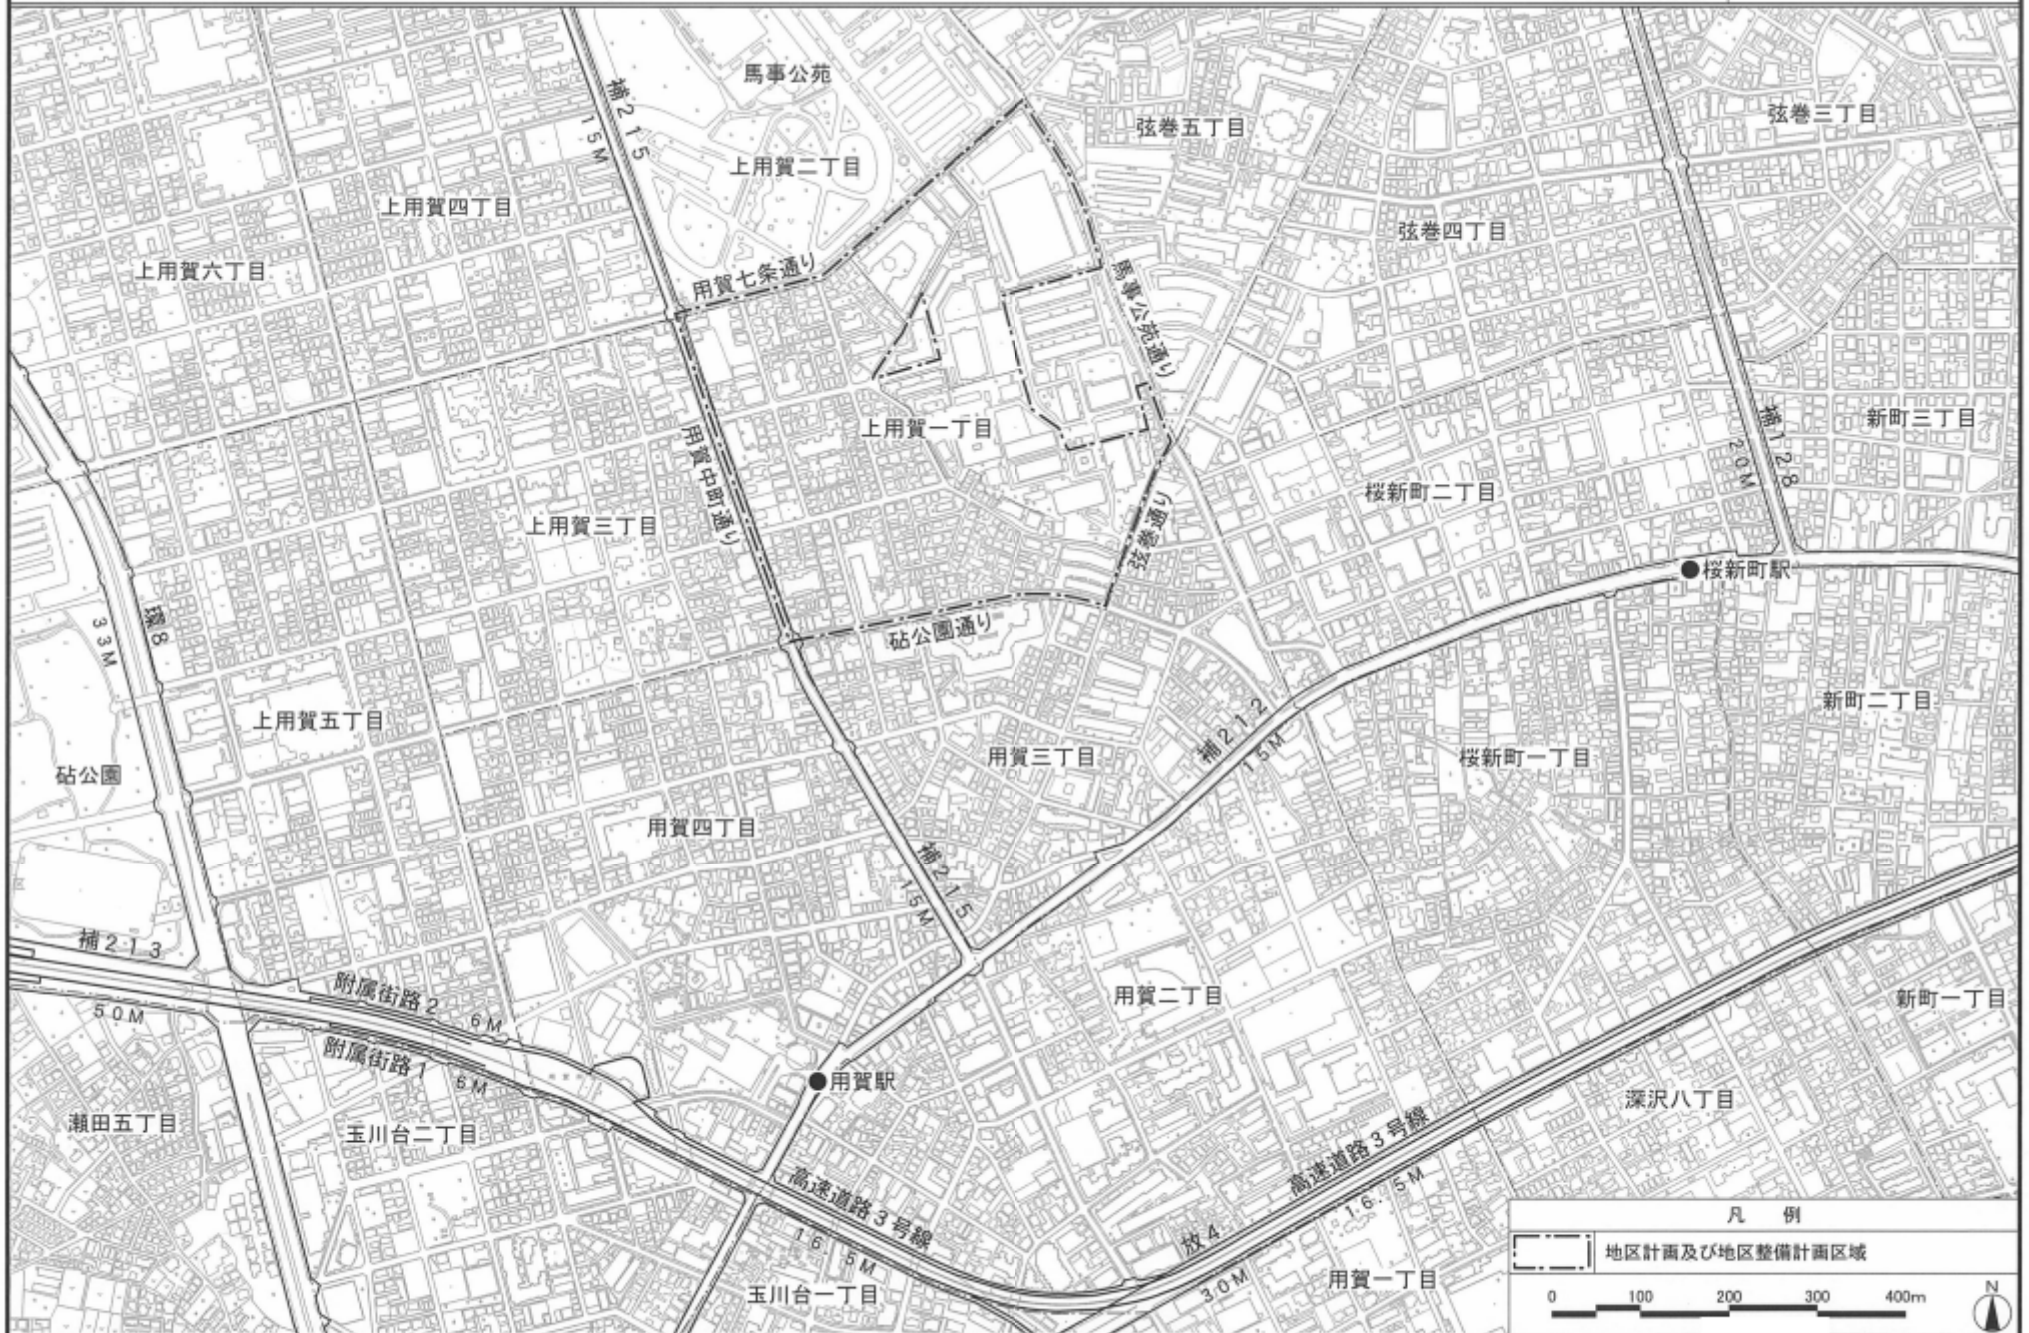 馬事公苑
補215
15M
弦巻五丁目
弦巻三丁目
上用賀二丁目
上用賀四丁目
弦巻四丁目
上用賀六丁目
用賀七条通り
馬事公苑通り
上用賀一丁目
新町三丁目
補128
20M
用賀中町通り
桜新町二丁目
上用賀三丁目
弦巻通り
桜新町駅
環8
33M
砧公園通り
上用賀五丁目
新町二丁目
補212
15M
用賀三丁目
桜新町一丁目
砧公園
用賀四丁目
補215
15M
補213
50M
附属街路2
6M
用賀二丁目
新町一丁目
附属街路1
6M
用賀駅
瀬田五丁目
玉川台二丁目
深沢八丁目
高速道路3号線
16.5M
高速道路3号線
16.5M
放4
30M
用賀一丁目
玉川台一丁目
凡 例
地区計画及び地区整備計画区域
0 100 200 300 400m
N